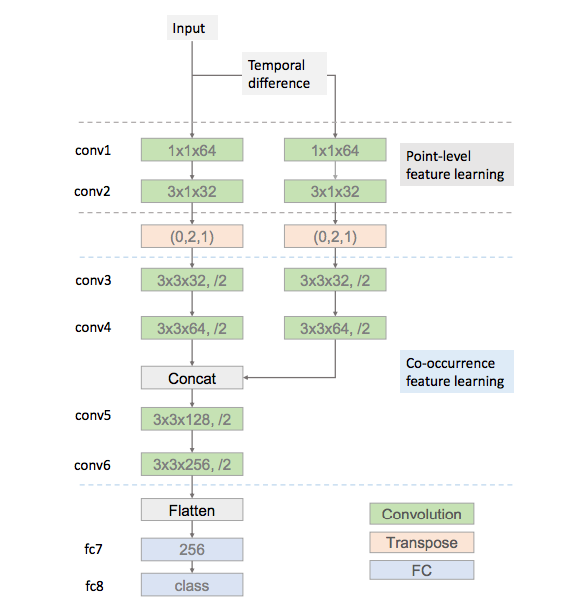 Input
Temporal
difference
conv1
1x1x64
1x1x64
Point-level
feature learning
conv2
3x1x32
3x1x32
(0,2,1)
(0,2,1)
conv3
3x3x32, /2
3x3x32, /2
conv4
3x3x64, /2
3x3x64, /2
Concat
Co-occurrence
feature learning
conv5
3x3x128, /2
conv6
3x3x256, /2
Flatten
Convolution
fc7
256
Transpose
fc8
class
FC